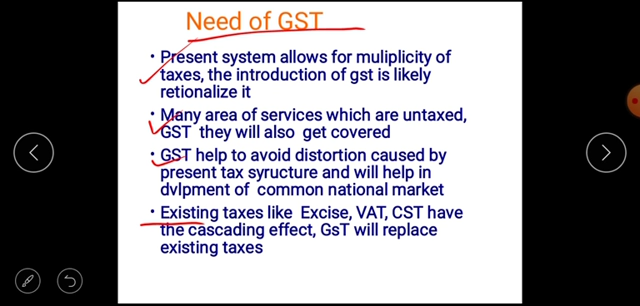 Need of GST
• Present system allows for muliplicity of
taxes, the introduction of gst is likely
retionalize it
• Many area of services which are untaxed,
GST they will also get covered
• GST help to avoid distortion caused by
present tax syructure and will help in
dvlpment of common national market
• Existing taxes like Excise, VAT, CST have
the cascading effect, GsT will replace
existing taxes